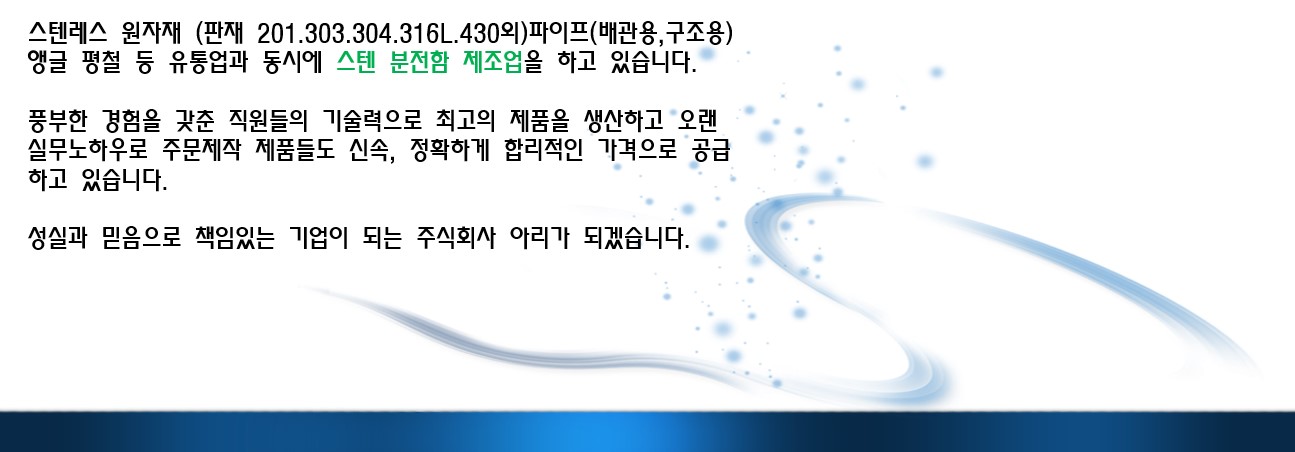 스텐레스 원자재 (판재 201.303.304.316L.430외)파이프(배관용,구조용)
앵글 평철 등 유통업과 동시에 스텐 분전함 제조업을 하고 있습니다.
풍부한 경험을 갖춘 직원들의 기술력으로 최고의 제품을 생산하고 오랜
실무노하우로 주문제작 제품들도 신속, 정확하게 합리적인 가격으로 공급
하고 있습니다.
성실과 믿음으로 책임있는 기업이 되는 주식회사 아리가 되겠습니다.